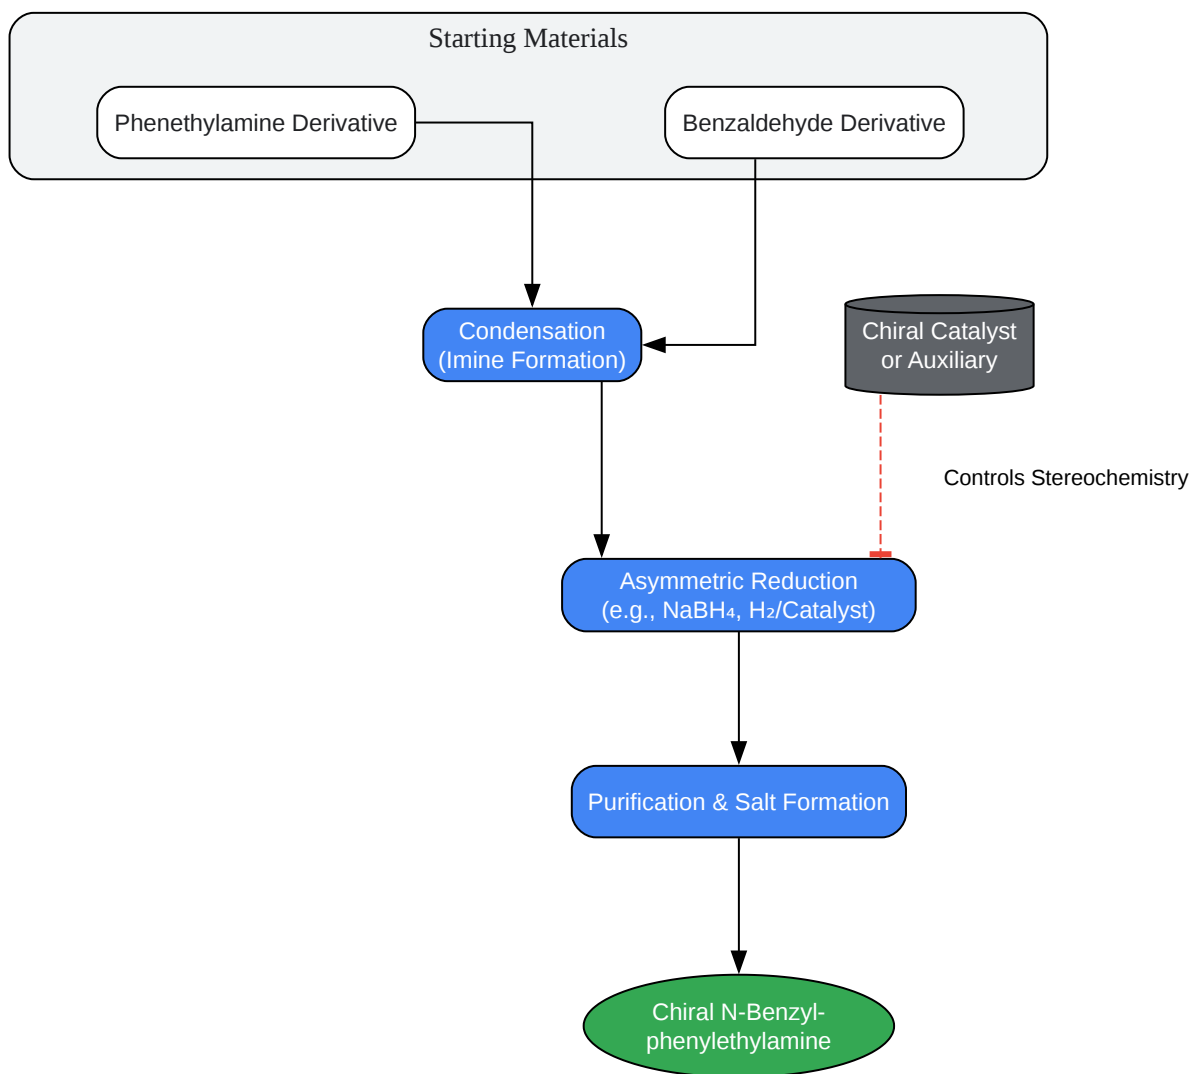 Starting Materials
Phenethylamine Derivative
Benzaldehyde Derivative
Condensation
(Imine Formation)
Chiral Catalyst
or Auxiliary
Controls Stereochemistry
Asymmetric Reduction
(e.g., NaBH₄, H₂/Catalyst)
Purification & Salt Formation
Chiral N-Benzyl-
phenylethylamine